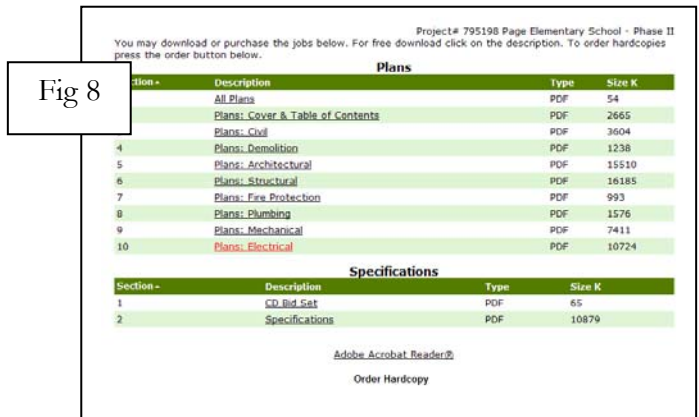 Project# 795198 Page Elementary School - Phase II
You may download or purchase the jobs below. For free download click on the description. To order hardcopies
press the order button below.
Plans
Fig 8
Description Type Size K
All Plans PDF 54
Plans: Cover & Table of Contents PDF 2665
Plans: Civil PDF 3604
4 Plans: Demolition PDF 1238
5 Plans: Architectural PDF 15510
6 Plans: Structural PDF 16185
7 Plans: Fire Protection PDF 993
8 Plans: Plumbing PDF 1576
9 Plans: Mechanical PDF 7411
10 Plans: Electrical PDF 10724
Specifications
Section Description Type Size K
1 CD Bid Set PDF 65
2 Specifications PDF 10879
Adobe Acrobat Reader®
Order Hardcopy